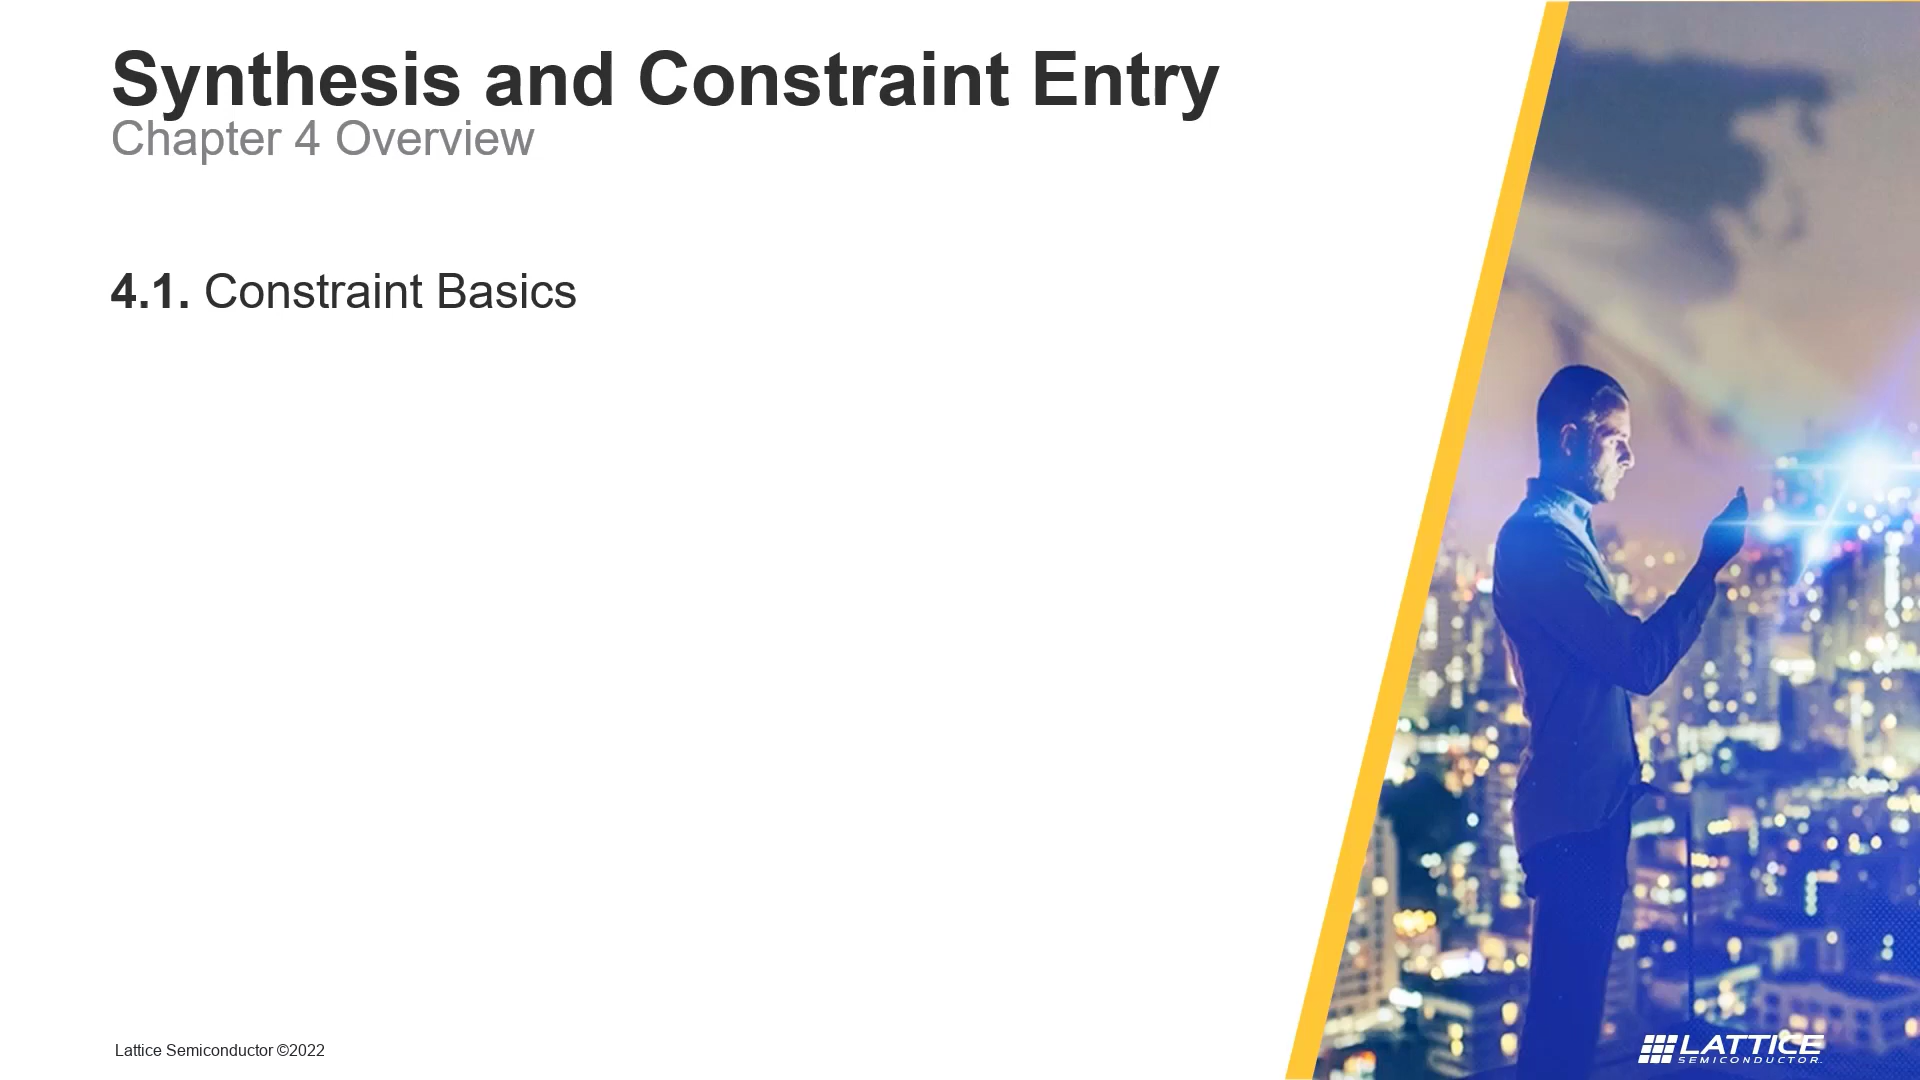 Synthesis and Constraint Entry
Chapter 4 Overview
4.1. Constraint Basics
Lattice Semiconductor ©2022
LATTICE
SEMICONDUCTOR.